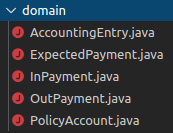 domain
AccountingEntry.java
ExpectedPayment.java
InPayment.java
OutPayment.java
PolicyAccount.java